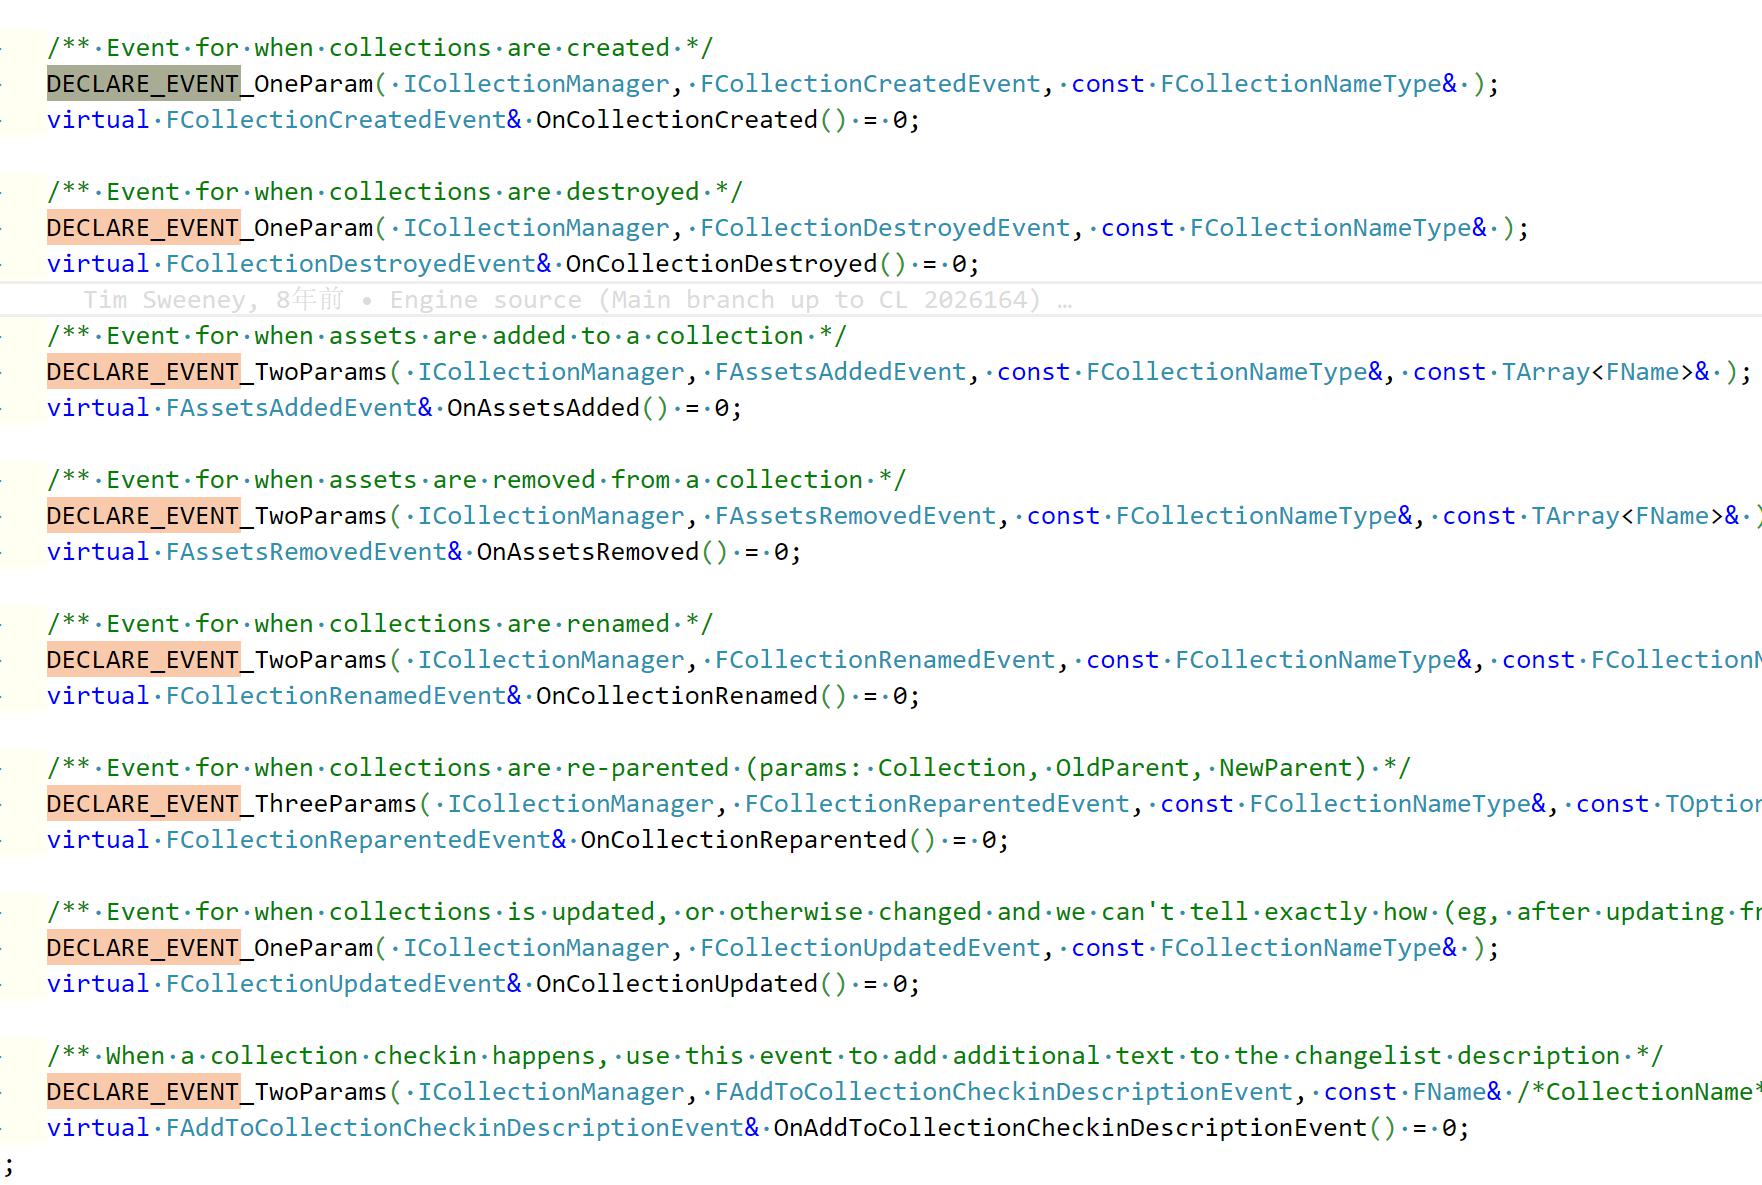 /** Event for when collections are created */
DECLARE_EVENT_OneParam( ICollectionManager, FCollectionCreatedEvent, const FCollectionNameType& );
virtual FCollectionCreatedEvent& OnCollectionCreated() = 0;
/** Event for when collections are destroyed */
DECLARE_EVENT_OneParam( ICollectionManager, FCollectionDestroyedEvent, const FCollectionNameType& );
virtual FCollectionDestroyedEvent& OnCollectionDestroyed() = 0;
Tim Sweeney, 8年前 • Engine source (Main branch up to CL 2026164) …
/** Event for when assets are added to a collection */
DECLARE_EVENT_TwoParams( ICollectionManager, FAssetsAddedEvent, const FCollectionNameType&, const TArray<FName>& );
virtual FAssetsAddedEvent& OnAssetsAdded() = 0;
/** Event for when assets are removed from a collection */
DECLARE_EVENT_TwoParams( ICollectionManager, FAssetsRemovedEvent, const FCollectionNameType&, const TArray<FName>& )
virtual FAssetsRemovedEvent& OnAssetsRemoved() = 0;
/** Event for when collections are renamed */
DECLARE_EVENT_TwoParams( ICollectionManager, FCollectionRenamedEvent, const FCollectionNameType&, const FCollectionN
virtual FCollectionRenamedEvent& OnCollectionRenamed() = 0;
/** Event for when collections are re-parented (params: Collection, OldParent, NewParent) */
DECLARE_EVENT_ThreeParams( ICollectionManager, FCollectionReparentedEvent, const FCollectionNameType&, const TOption
virtual FCollectionReparentedEvent& OnCollectionReparented() = 0;
/** Event for when collections is updated, or otherwise changed and we can't tell exactly how (eg, after updating fr
DECLARE_EVENT_OneParam( ICollectionManager, FCollectionUpdatedEvent, const FCollectionNameType& );
virtual FCollectionUpdatedEvent& OnCollectionUpdated() = 0;
/** When a collection checkin happens, use this event to add additional text to the changelist description */
DECLARE_EVENT_TwoParams( ICollectionManager, FAddToCollectionCheckinDescriptionEvent, const FName& /*CollectionName*
virtual FAddToCollectionCheckinDescriptionEvent& OnAddToCollectionCheckinDescriptionEvent() = 0;
;